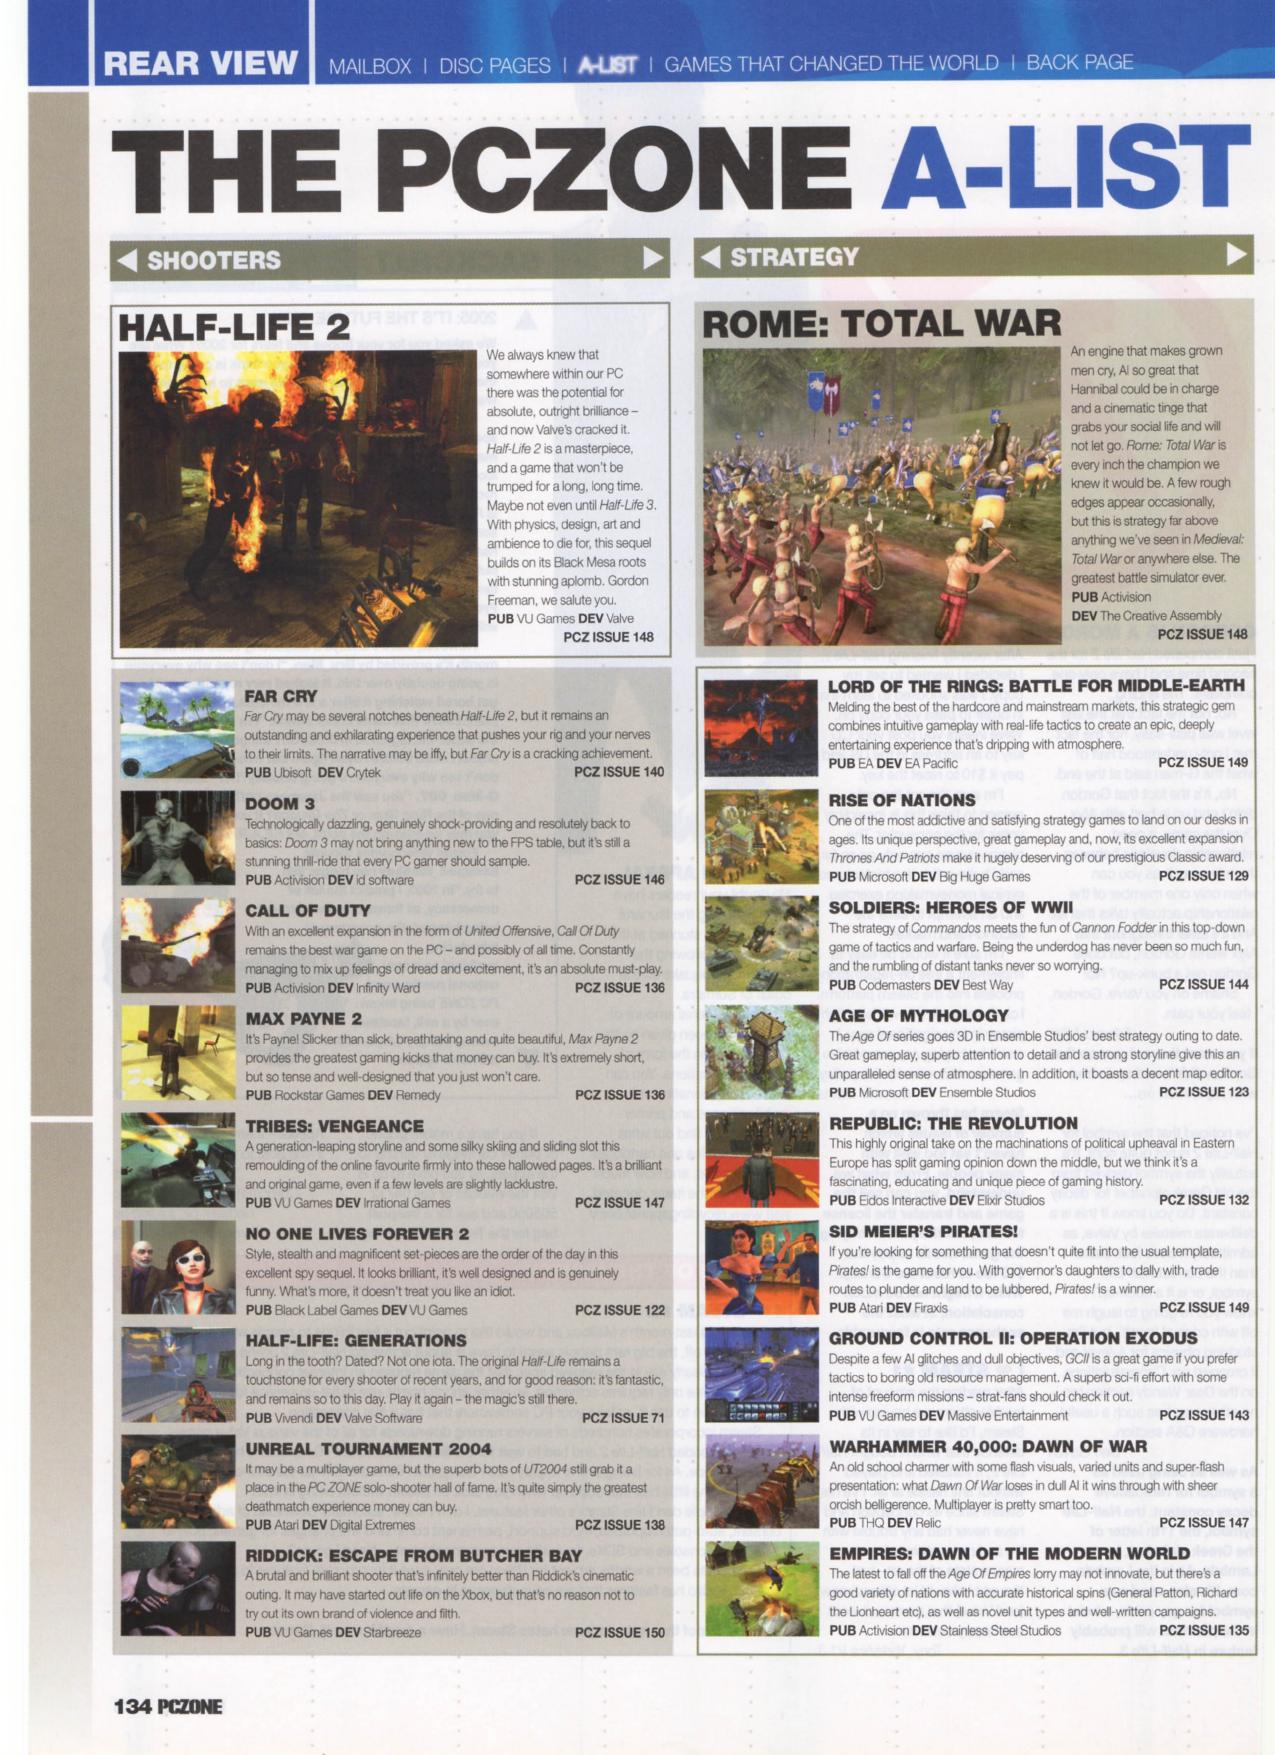 REAR VIEW
MAILBOX | DISC PAGES | A-LIST | GAMES THAT CHANGED THE WORLD | BACK PAGE
THE PCZONE A-LIST
SHOOTERS
HALF-LIFE 2
We always knew that
somewhere within our PC
there was the potential for
absolute, outright brilliance –
and now Valve's cracked it.
Half-Life 2 is a masterpiece,
and a game that won't be
trumped for a long, long time.
Maybe not even until Half-Life 3.
With physics, design, art and
ambience to die for, this sequel
builds on its Black Mesa roots
with stunning aplomb. Gordon
Freeman, we salute you.
PUB VU Games DEV Valve
PCZ ISSUE 148
FAR CRY
Far Cry may be several notches beneath Half-Life 2, but it remains an
outstanding and exhilarating experience that pushes your rig and your nerves
to their limits. The narrative may be iffy, but Far Cry is a cracking achievement.
PUB Ubisoft DEV Crytek PCZ ISSUE 140
DOOM 3
Technologically dazzling, genuinely shock-providing and resolutely back to
basics: Doom 3 may not bring anything new to the FPS table, but it's still a
stunning thrill-ride that every PC gamer should sample.
PUB Activision DEV id software PCZ ISSUE 146
CALL OF DUTY
With an excellent expansion in the form of United Offensive, Call Of Duty
remains the best war game on the PC – and possibly of all time. Constantly
managing to mix up feelings of dread and excitement, it's an absolute must-play.
PUB Activision DEV Infinity Ward PCZ ISSUE 136
MAX PAYNE 2
It's Payne! Slicker than slick, breathtaking and quite beautiful, Max Payne 2
provides the greatest gaming kicks that money can buy. It's extremely short,
but so tense and well-designed that you just won't care.
PUB Rockstar Games DEV Remedy PCZ ISSUE 136
TRIBES: VENGEANCE
A generation-leaping storyline and some silky skiing and sliding slot this
remoulding of the online favourite firmly into these hallowed pages. It's a brilliant
and original game, even if a few levels are slightly lacklustre.
PUB VU Games DEV Irrational Games PCZ ISSUE 147
NO ONE LIVES FOREVER 2
Style, stealth and magnificent set-pieces are the order of the day in this
excellent spy sequel. It looks brilliant, it's well designed and is genuinely
funny. What's more, it doesn't treat you like an idiot.
PUB Black Label Games DEV VU Games PCZ ISSUE 122
HALF-LIFE: GENERATIONS
Long in the tooth? Dated? Not one iota. The original Half-Life remains a
touchstone for every shooter of recent years, and for good reason: it's fantastic,
and remains so to this day. Play it again – the magic's still there.
PUB Vivendi DEV Valve Software PCZ ISSUE 71
UNREAL TOURNAMENT 2004
It may be a multiplayer game, but the superb bots of UT2004 still grab it a
place in the PC ZONE solo-shooter hall of fame. It's quite simply the greatest
deathmatch experience money can buy.
PUB Atari DEV Digital Extremes PCZ ISSUE 138
RIDDICK: ESCAPE FROM BUTCHER BAY
A brutal and brilliant shooter that's infinitely better than Riddick's cinematic
outing. It may have started out life on the Xbox, but that's no reason not to
try out its own brand of violence and filth.
PUB VU Games DEV Starbreeze PCZ ISSUE 150
STRATEGY
ROME: TOTAL WAR
An engine that makes grown
men cry, AI so great that
Hannibal could be in charge
and a cinematic tinge that
grabs your social life and will
not let go. Rome: Total War is
every inch the champion we
knew it would be. A few rough
edges appear occasionally,
but this is strategy far above
anything we've seen in Medieval:
Total War or anywhere else. The
greatest battle simulator ever.
PUB Activision
DEV The Creative Assembly
PCZ ISSUE 148
LORD OF THE RINGS: BATTLE FOR MIDDLE-EARTH
Melding the best of the hardcore and mainstream markets, this strategic gem
combines intuitive gameplay with real-life tactics to create an epic, deeply
entertaining experience that's dripping with atmosphere.
PUB EA DEV EA Pacific PCZ ISSUE 149
RISE OF NATIONS
One of the most addictive and satisfying strategy games to land on our desks in
ages. Its unique perspective, great gameplay and, now, its excellent expansion
Thrones And Patriots make it hugely deserving of our prestigious Classic award.
PUB Microsoft DEV Big Huge Games PCZ ISSUE 129
SOLDIERS: HEROES OF WWII
The strategy of Commandos meets the fun of Cannon Fodder in this top-down
game of tactics and warfare. Being the underdog has never been so much fun,
and the rumbling of distant tanks never so worrying.
PUB Codemasters DEV Best Way PCZ ISSUE 144
AGE OF MYTHOLOGY
The Age Of series goes 3D in Ensemble Studios' best strategy outing to date.
Great gameplay, superb attention to detail and a strong storyline give this an
unparalleled sense of atmosphere. In addition, it boasts a decent map editor.
PUB Microsoft DEV Ensemble Studios PCZ ISSUE 123
REPUBLIC: THE REVOLUTION
This highly original take on the machinations of political upheaval in Eastern
Europe has split gaming opinion down the middle, but we think it's a
fascinating, educating and unique piece of gaming history.
PUB Eidos Interactive DEV Elixir Studios PCZ ISSUE 132
SID MEIER'S PIRATES!
If you're looking for something that doesn't quite fit into the usual template,
Pirates! is the game for you. With governor's daughters to dally with, trade
routes to plunder and land to be lubbered, Pirates! is a winner.
PUB Atari DEV Firaxis PCZ ISSUE 149
GROUND CONTROL II: OPERATION EXODUS
Despite a few AI glitches and dull objectives, GCII is a great game if you prefer
tactics to boring old resource management. A superb sci-fi effort with some
intense freeform missions – strat-fans should check it out.
PUB VU Games DEV Massive Entertainment PCZ ISSUE 143
WARHAMMER 40,000: DAWN OF WAR
An old school charmer with some flash visuals, varied units and super-flash
presentation: what Dawn Of War loses in dull AI it wins through with sheer
orcish belligerence. Multiplayer is pretty smart too.
PUB THQ DEV Relic PCZ ISSUE 147
EMPIRES: DAWN OF THE MODERN WORLD
The latest to fall off the Age Of Empires lorry may not innovate, but there's a
good variety of nations with accurate historical spins (General Patton, Richard
the Lionheart etc), as well as novel unit types and well-written campaigns.
PUB Activision DEV Stainless Steel Studios PCZ ISSUE 135
134 PCZONE